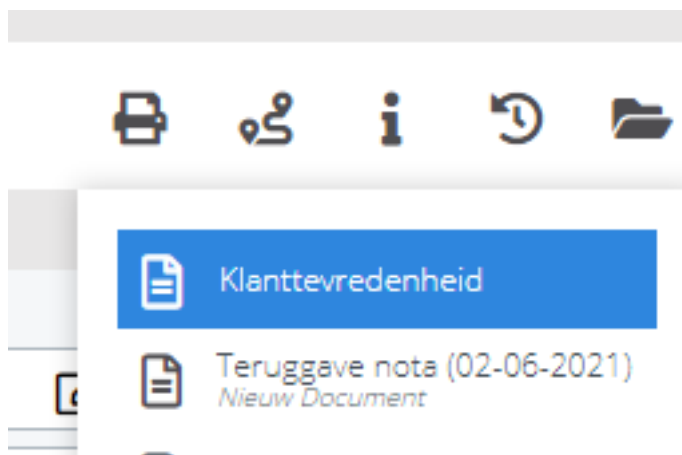 Klanttevredenheid
Teruggave nota (02-06-2021)
Nieuw Document